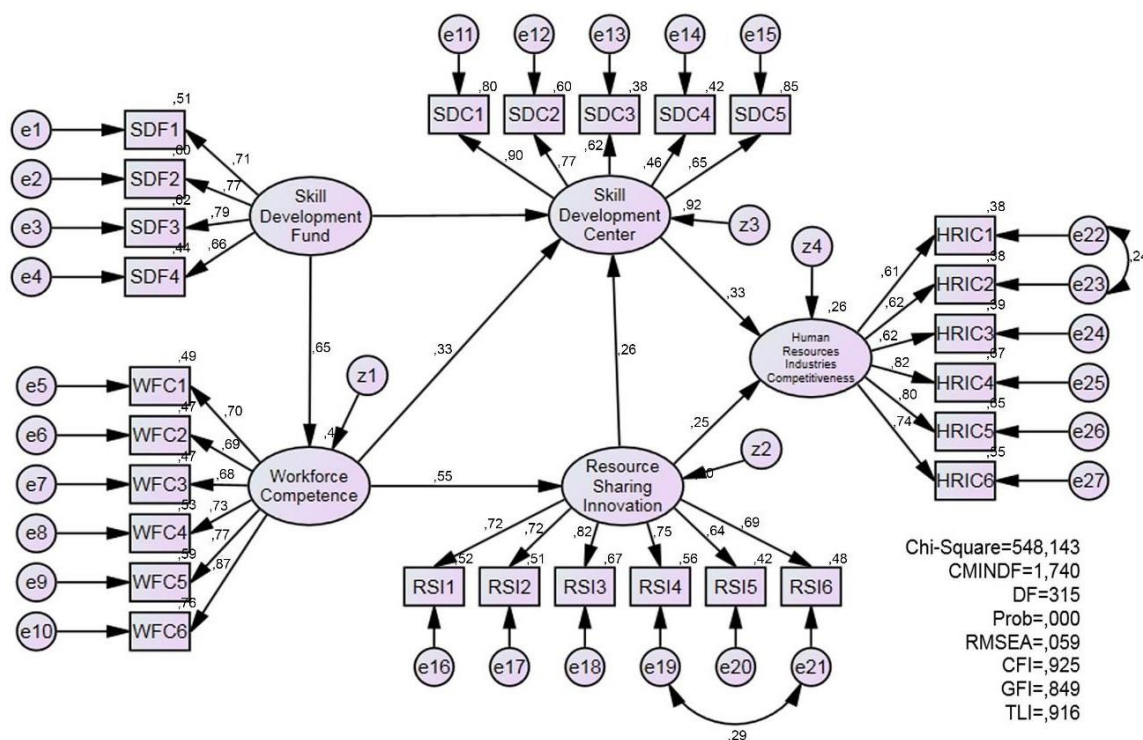 e11
e12
e13
e14
e15
,80
,60
,38
,42
,85
SDC1
SDC2
SDC3
SDC4
SDC5
,90
,77
,62
,46
,65
,51
e1
SDF1
e2
SDF2
,71
,77
e3
SDF3
,79
e4
,44
SDF4
,66
Skill
Development
Fund
Skill
Development
Center
,92
z3
z4
,33
,26
,38
HRIC1
e22
,38
HRIC2
e23
,24
HRIC3
e24
HRIC4
e25
HRIC5
e26
,55
HRIC6
e27
,61
,62
,62
,82
,80
,74
Human
Resources
Industries
Competitiveness
,65
,33
,26
,25
z1
z2
,49
e5
WFC1
,70
,47
e6
WFC2
,69
,47
e7
WFC3
,68
,53
e8
WFC4
,73
,59
e9
WFC5
,77
,76
e10
WFC6
,87
Workforce
Competence
,55
Resource
Sharing
Innovation
,72
,72
,82
,75
,64
,69
,52
,51
,67
,56
,42
,48
RSI1
RSI2
RSI3
RSI4
RSI5
RSI6
e16
e17
e18
e19
e20
e21
,29
Chi-Square=548,143
CMINDF=1,740
DF=315
Prob=,000
RMSEA=,059
CFI=,925
GFI=,849
TLI=,916